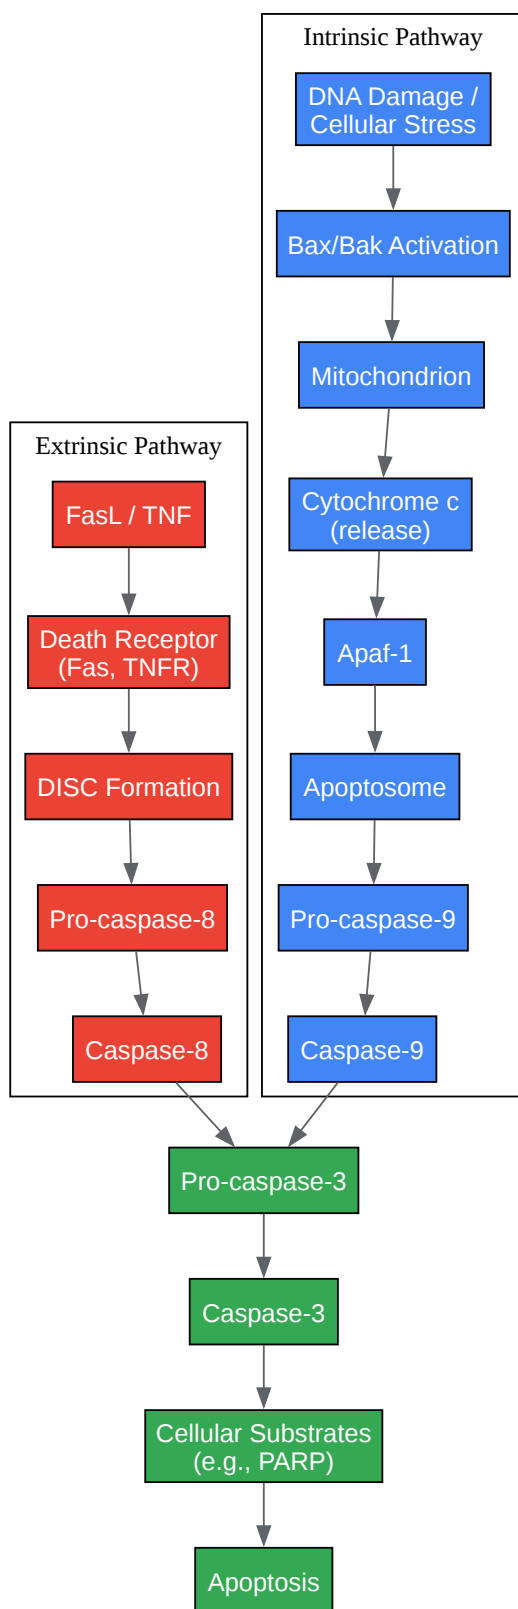 Intrinsic Pathway
DNA Damage /
Cellular Stress
Bax/Bak Activation
Mitochondrion
Cytochrome c
(release)
Apaf-1
Apoptosome
Pro-caspase-9
Caspase-9
Extrinsic Pathway
FasL / TNF
Death Receptor
(Fas, TNFR)
DISC Formation
Pro-caspase-8
Caspase-8
Pro-caspase-3
Caspase-3
Cellular Substrates
(e.g., PARP)
Apoptosis